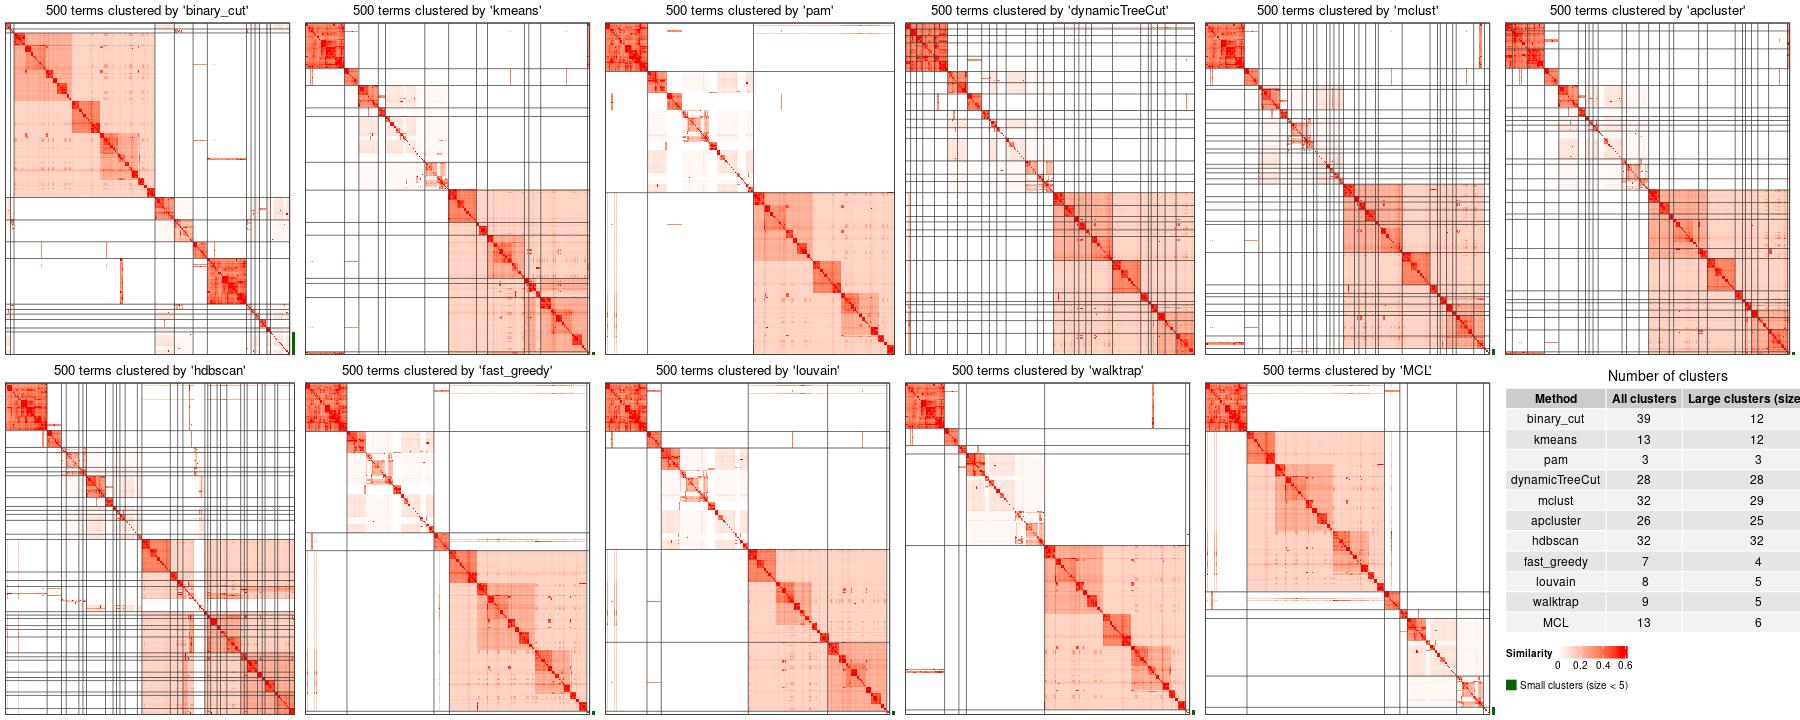 500 terms clustered by 'binary_cut'
500 terms clustered by 'kmeans'
500 terms clustered by 'pam'
500 terms clustered by 'dynamicTreeCut'
500 terms clustered by 'mclust'
500 terms clustered by 'apcluster'
500 terms clustered by 'hdbscan'
500 terms clustered by 'fast_greedy'
500 terms clustered by 'louvain'
500 terms clustered by 'walktrap'
500 terms clustered by 'MCL'
Number of clusters
Method All clusters Large clusters (size
binary_cut 39 12
kmeans 13 12
pam 3 3
dynamicTreeCut 28 28
mclust 32 29
apcluster 26 25
hdbscan 32 32
fast_greedy 7 4
louvain 8 5
walktrap 9 5
MCL 13 6
Similarity
0 0.2 0.4 0.6
Small clusters (size < 5)